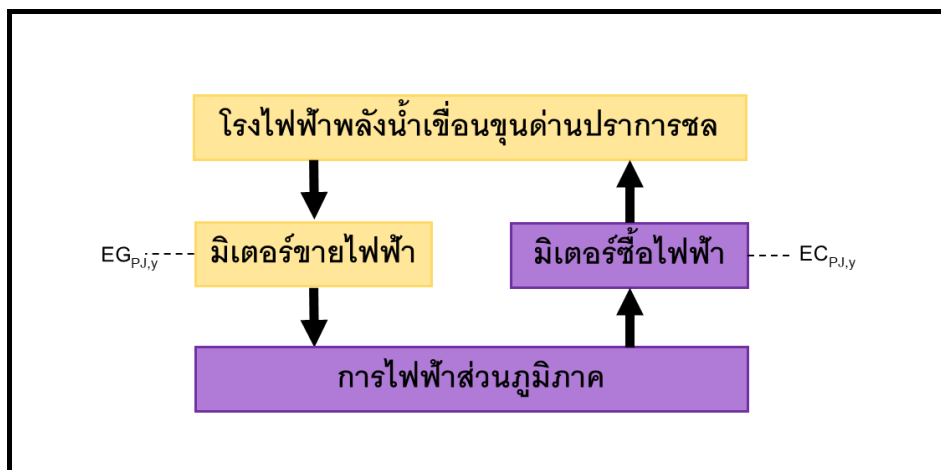 โรงไฟฟ้าพลังน้ำเขื่อนขุนด่านปราการชล
EG_PJ,y
มิเตอร์ขายไฟฟ้า
มิเตอร์ซื้อไฟฟ้า
EC_PJ,y
การไฟฟ้าส่วนภูมิภาค